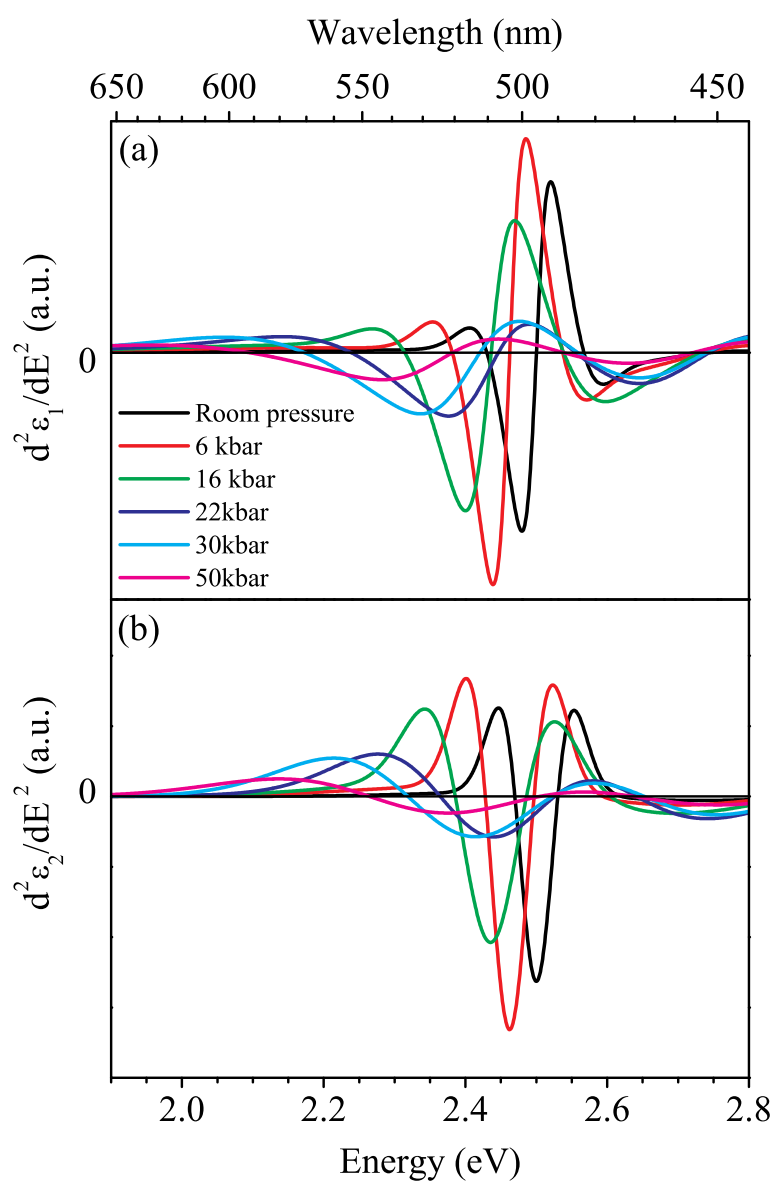 Wavelength (nm)
650 600 550 500 450
(a)
d²ε₁/dE² (a.u.)
0
Room pressure
6 kbar
16 kbar
22kbar
30kbar
50kbar
(b)
d²ε₂/dE² (a.u.)
0
2.0 2.2 2.4 2.6 2.8
Energy (eV)